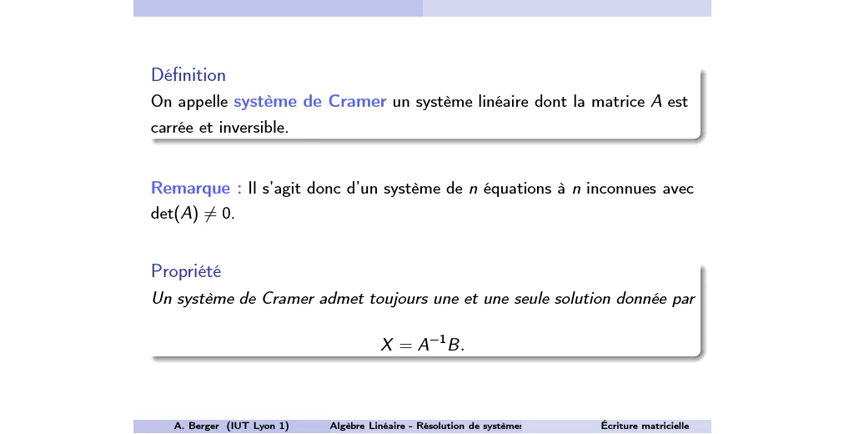 Définition
On appelle système de Cramer un système linéaire dont la matrice A est
carrée et inversible.
Remarque : Il s'agit donc d'un système de n équations à n inconnues avec
det(A) ≠ 0.
Propriété
Un système de Cramer admet toujours une et une seule solution donnée par
X = A⁻¹B.
A. Berger (IUT Lyon 1) Algèbre Linéaire - Résolution de systèmes Écriture matricielle